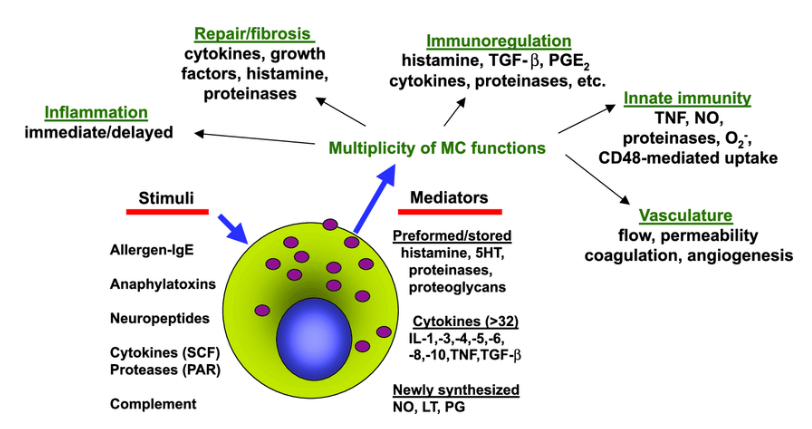 Repair/fibrosis
cytokines, growth
factors, histamine,
proteinases
Immunoregulation
histamine, TGF-β, PGE₂
cytokines, proteinases, etc.
Inflammation
immediate/delayed
Innate immunity
TNF, NO,
proteinases, O₂⁻,
CD48-mediated uptake
Multiplicity of MC functions
Vasculature
flow, permeability
coagulation, angiogenesis
Stimuli
Allergen-IgE
Anaphylatoxins
Neuropeptides
Cytokines (SCF)
Proteases (PAR)
Complement
Mediators
Preformed/stored
histamine, 5HT,
proteinases,
proteoglycans
Cytokines (>32)
IL-1,-3,-4,-5,-6,
-8,-10,TNF,TGF-β
Newly synthesized
NO, LT, PG